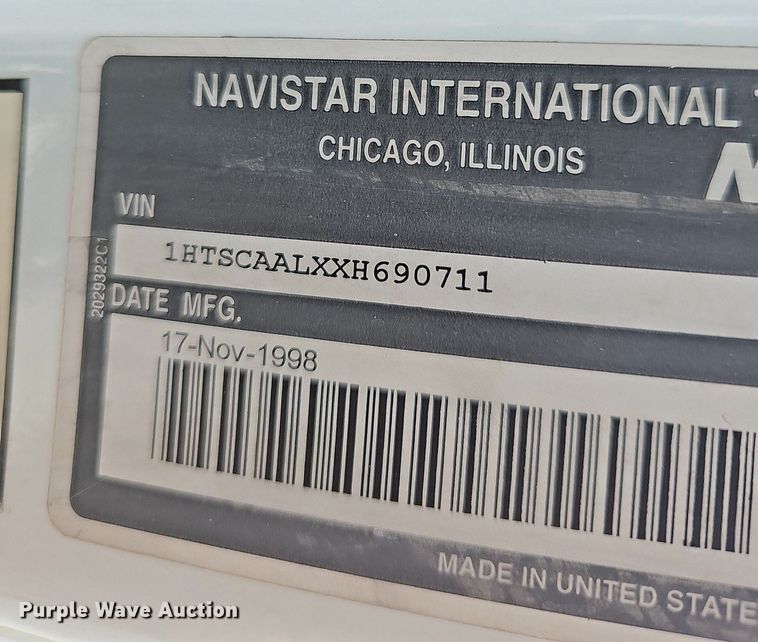 NAVISTAR INTERNATIONAL
CHICAGO, ILLINOIS
VIN
1HTSCAALXXH690711
2029322C1
DATE MFG.
17-Nov-1998
MADE IN UNITED STATE
Purple Wave Auction